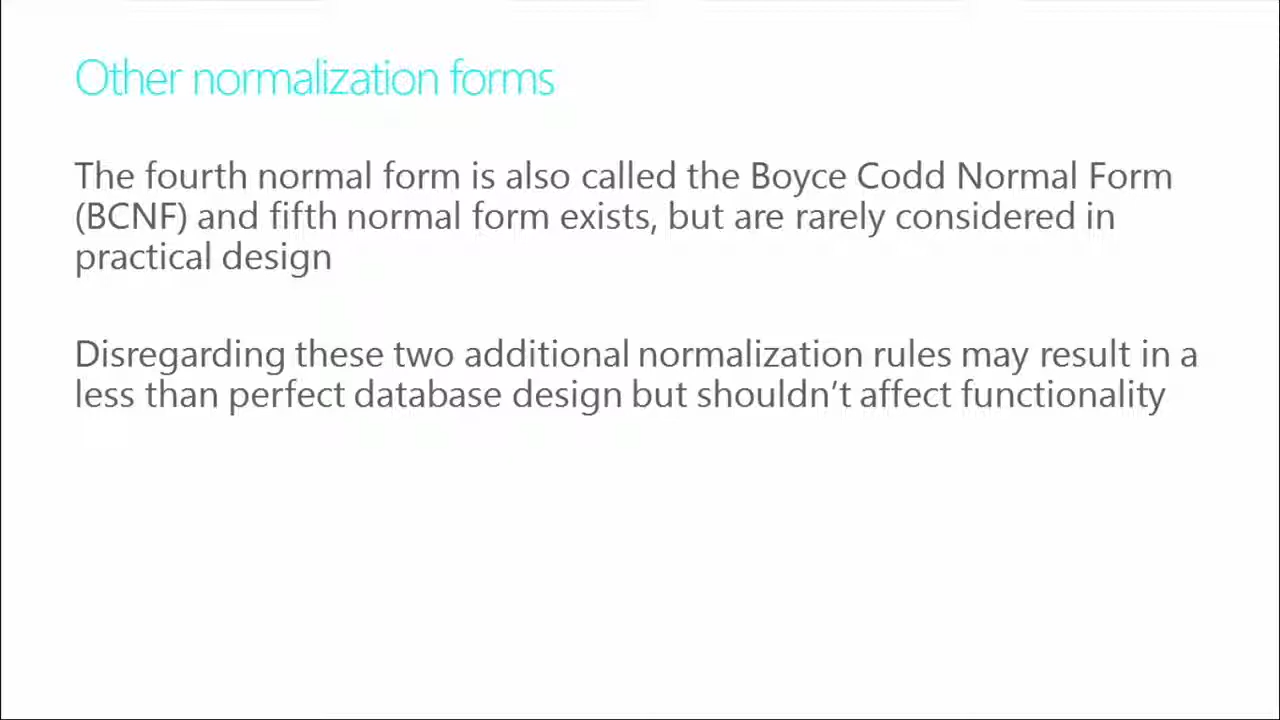 Other normalization forms
The fourth normal form is also called the Boyce Codd Normal Form
(BCNF) and fifth normal form exists, but are rarely considered in
practical design
Disregarding these two additional normalization rules may result in a
less than perfect database design but shouldn’t affect functionality